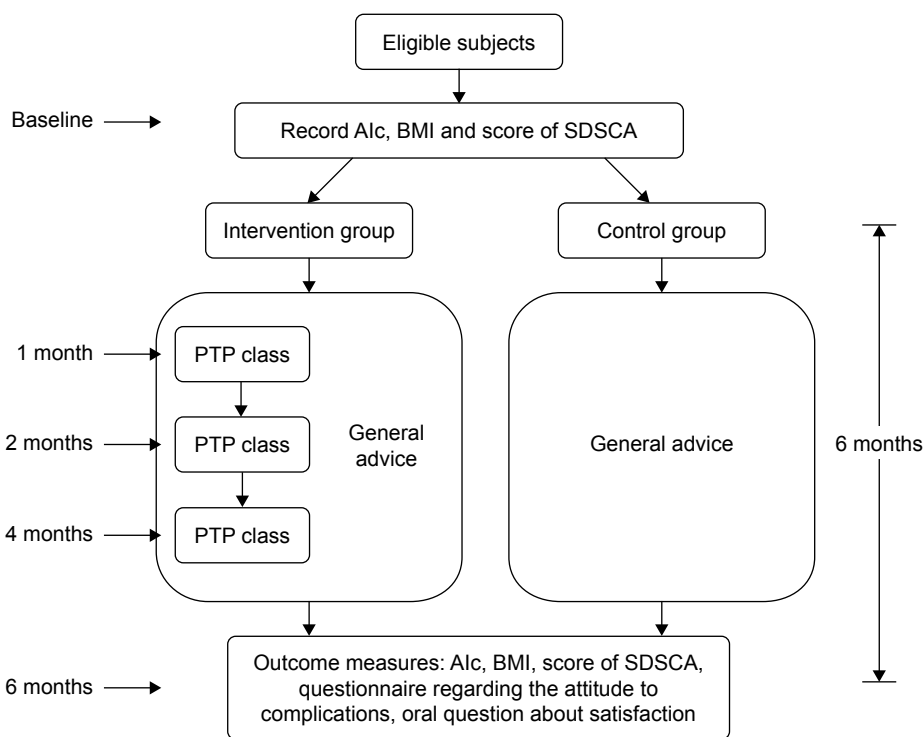 Eligible subjects
Baseline
Record AIc, BMI and score of SDSCA
Intervention group
Control group
1 month
PTP class
2 months
PTP class
General
advice
General advice
6 months
4 months
PTP class
6 months
Outcome measures: AIc, BMI, score of SDSCA,
questionnaire regarding the attitude to
complications, oral question about satisfaction